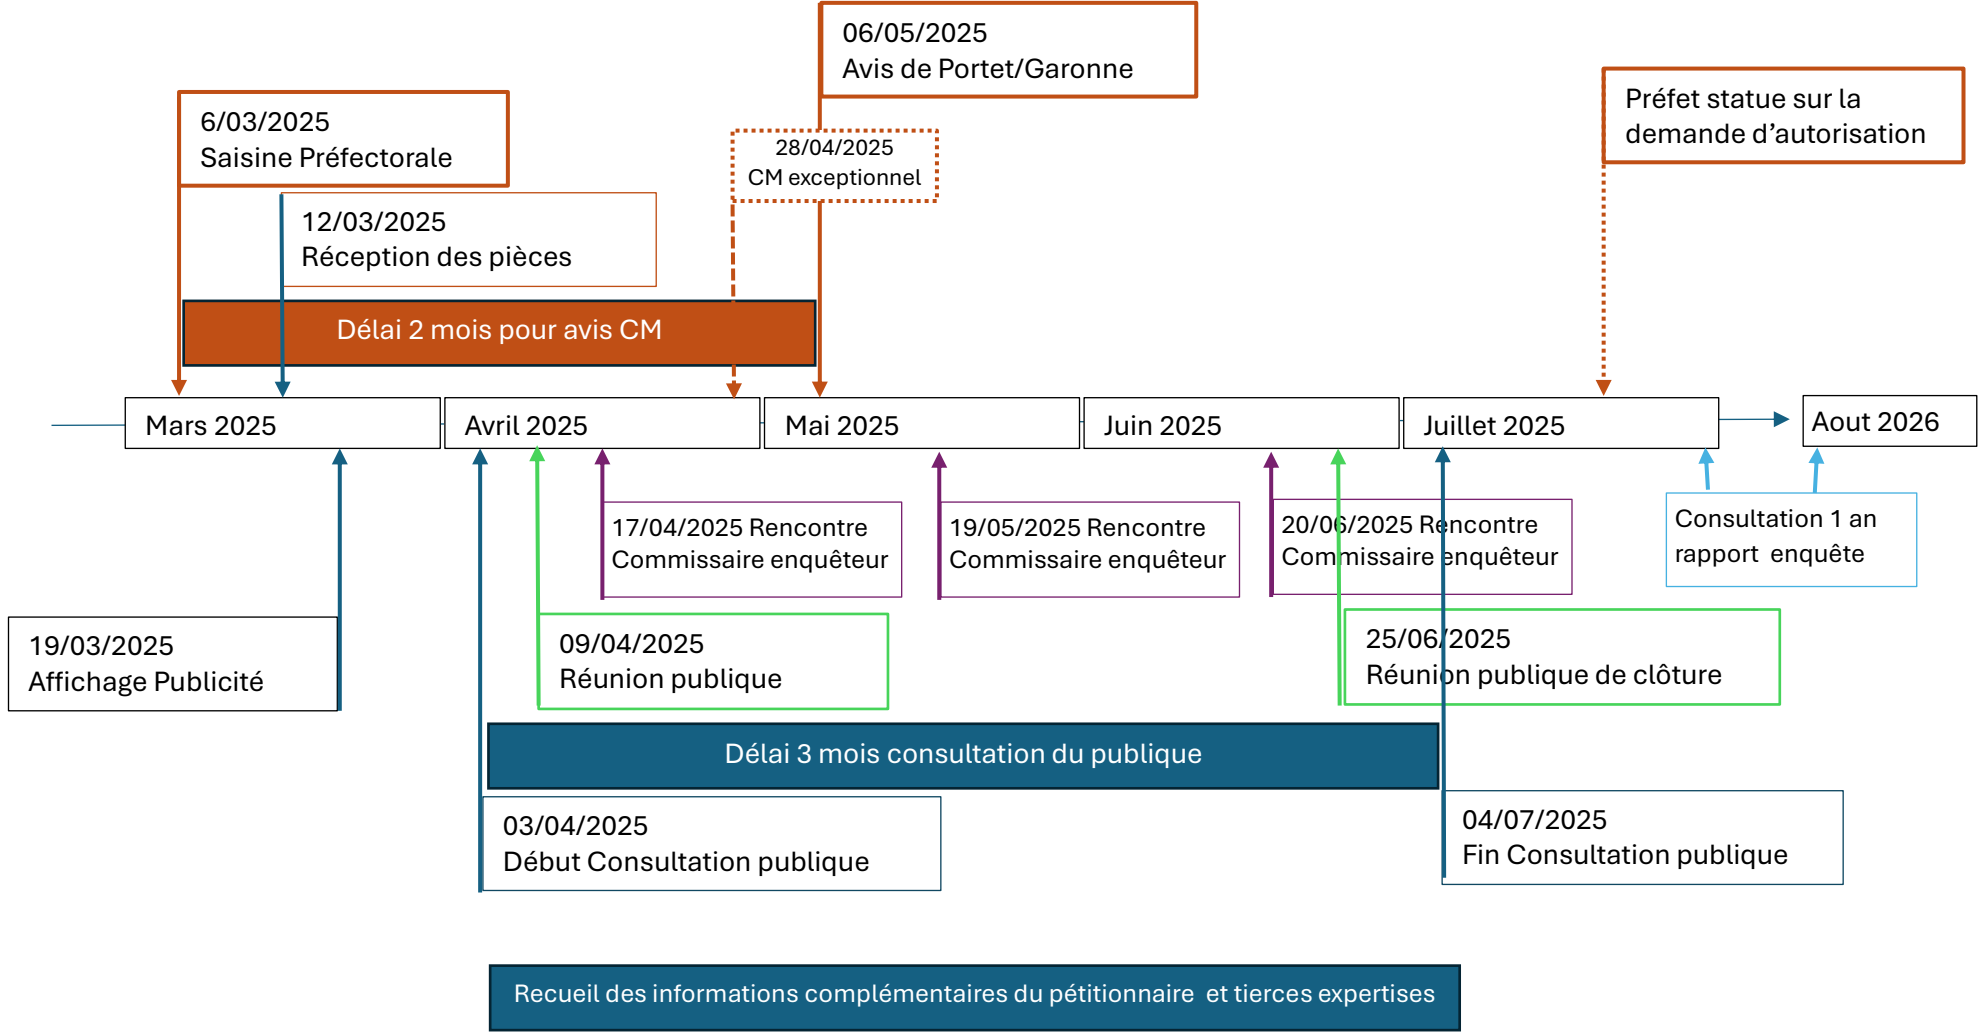 06/05/2025
Avis de Portet/Garonne
6/03/2025
Saisine Préfectorale
Préfet statue sur la
demande d’autorisation
28/04/2025
CM exceptionnel
12/03/2025
Réception des pièces
Délai 2 mois pour avis CM
Mars 2025
Avril 2025
Mai 2025
Juin 2025
Juillet 2025
Aout 2026
17/04/2025 Rencontre
Commissaire enquêteur
19/05/2025 Rencontre
Commissaire enquêteur
20/06/2025 Rencontre
Commissaire enquêteur
Consultation 1 an
rapport  enquête
19/03/2025
Affichage Publicité
09/04/2025
Réunion publique
25/06/2025
Réunion publique de clôture
Délai 3 mois consultation du publique
03/04/2025
Début Consultation publique
04/07/2025
Fin Consultation publique
Recueil des informations complémentaires du pétitionnaire  et tierces expertises